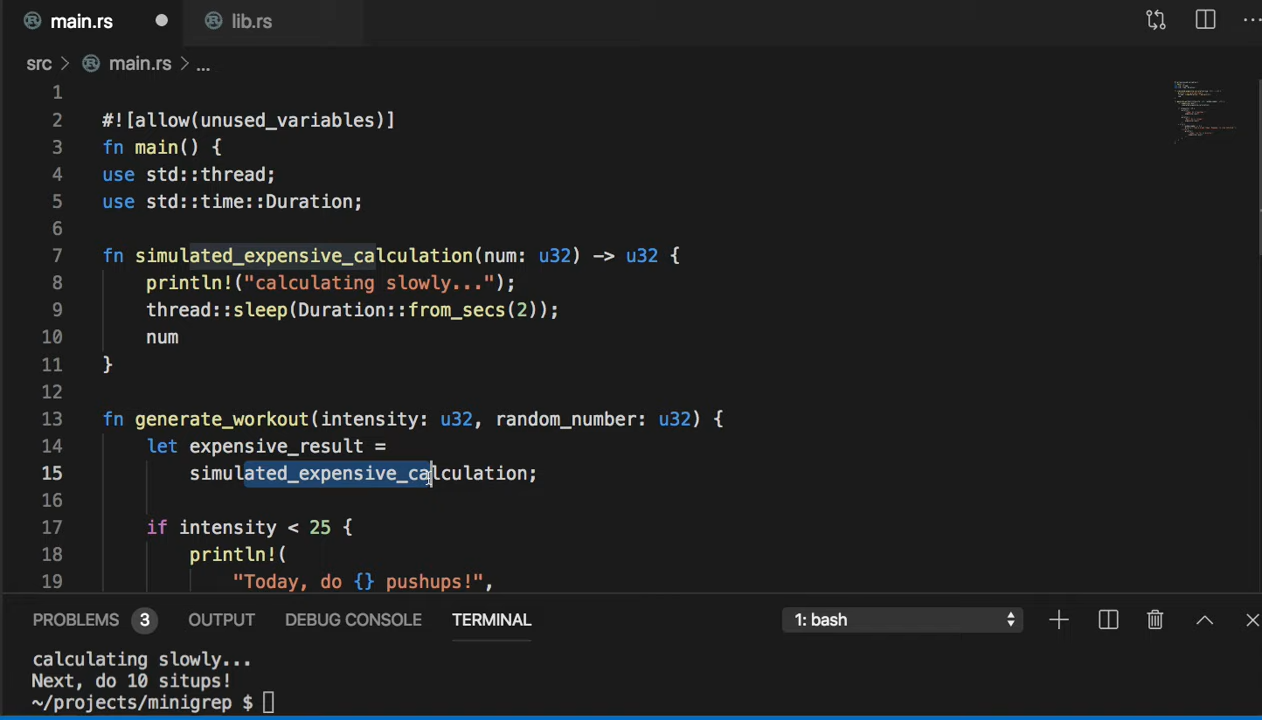 main.rs lib.rs
src > main.rs > ...
1
2 #![allow(unused_variables)]
3 fn main() {
4 use std::thread;
5 use std::time::Duration;
6
7 fn simulated_expensive_calculation(num: u32) -> u32 {
8 println!("calculating slowly...");
9 thread::sleep(Duration::from_secs(2));
10 num
11 }
12
13 fn generate_workout(intensity: u32, random_number: u32) {
14 let expensive_result =
15 simulated_expensive_calculation;
16
17 if intensity < 25 {
18 println!(
19 "Today, do {} pushups!",
PROBLEMS 3 OUTPUT DEBUG CONSOLE TERMINAL 1: bash
calculating slowly...
Next, do 10 situps!
~/projects/minigrep $